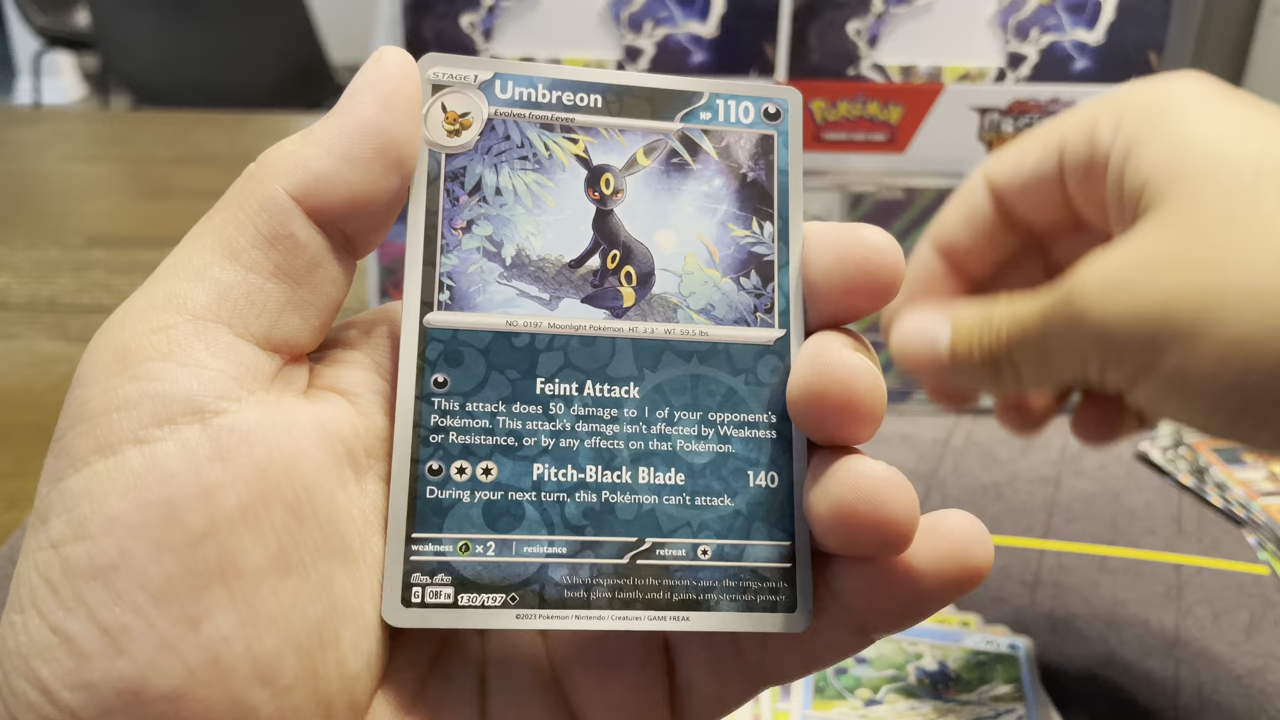 STAGE 1
Umbreon
HP 110
Evolves from Eevee
NO. 0197 Moonlight Pokémon HT: 3'3" WT: 59.5 lbs.
Feint Attack
This attack does 50 damage to 1 of your opponent's
Pokémon. This attack's damage isn't affected by Weakness
or Resistance, or by any effects on that Pokémon.
Pitch-Black Blade 140
During your next turn, this Pokémon can't attack.
weakness ×2 resistance retreat
Illus. rika
G OBF EN 130/197
When exposed to the moon's aura, the rings on its
body glow faintly and it gains a mysterious power.
©2023 Pokémon / Nintendo / Creatures / GAME FREAK
POKÉMON